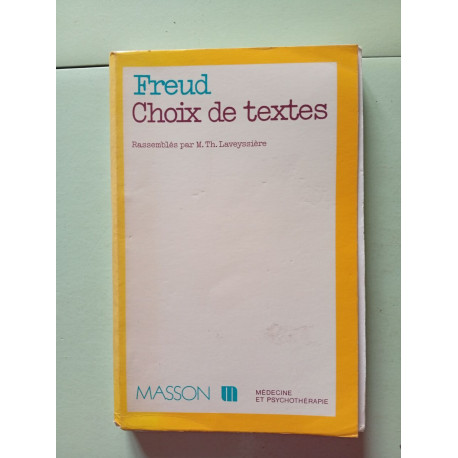 Freud
Choix de textes
Rassemblés par M. Th. Laveyssière
MASSON
MÉDECINE
ET PSYCHOTHÉRAPIE